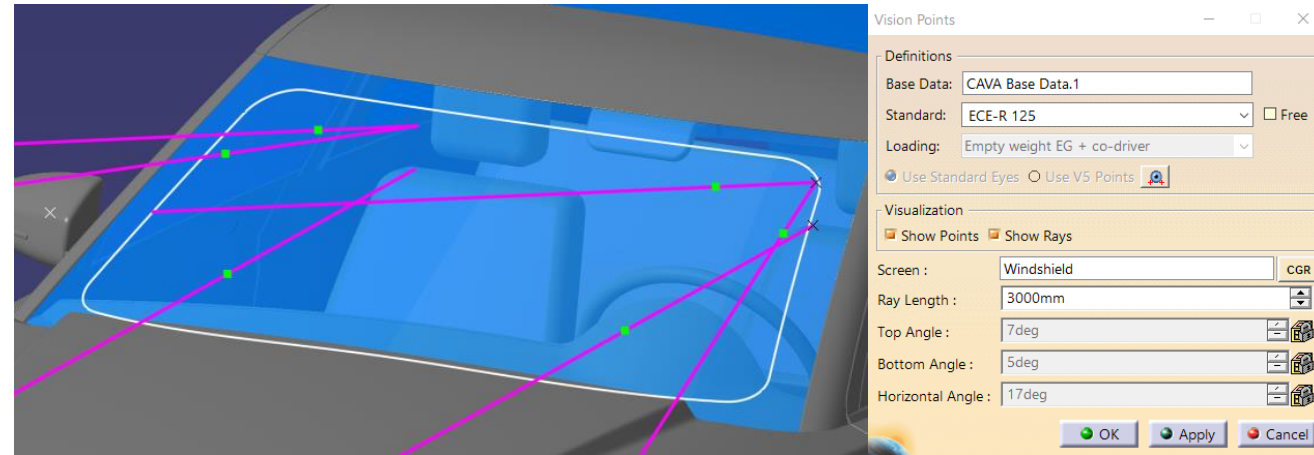 Vision Points
Definitions
Base Data: CAVA Base Data.1
Standard: ECE-R 125 Free
Loading: Empty weight EG + co-driver
Use Standard Eyes Use V5 Points
Visualization
Show Points Show Rays
Screen : Windshield CGR
Ray Length : 3000mm
Top Angle : 7deg
Bottom Angle : 5deg
Horizontal Angle : 17deg
OK Apply Cancel